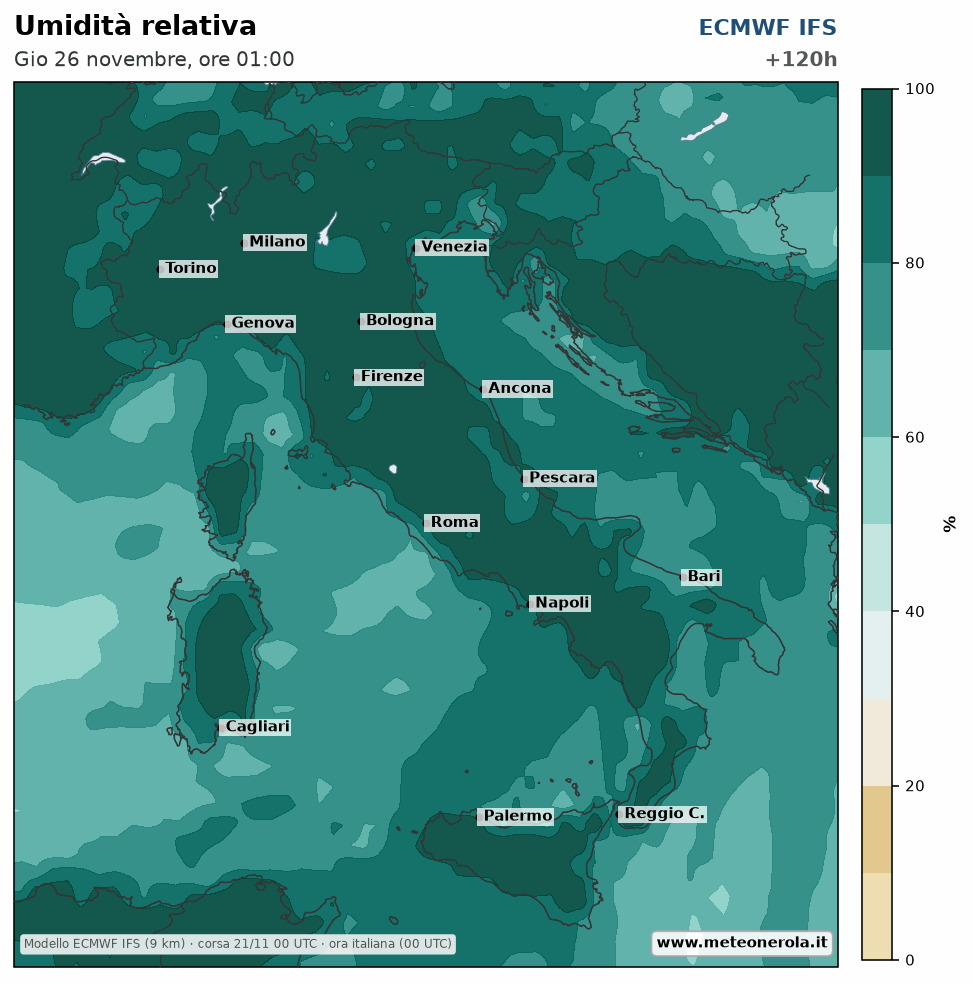 Umidità relativa
ECMWF IFS
Gio 26 novembre, ore 01:00
+120h
100
80
60
40
20
0
%
Milano
Venezia
Torino
Genova
Bologna
Firenze
Ancona
Pescara
Roma
Bari
Napoli
Cagliari
Palermo
Reggio C.
Modello ECMWF IFS (9 km) · corsa 21/11 00 UTC · ora italiana (00 UTC)
www.meteonerola.it